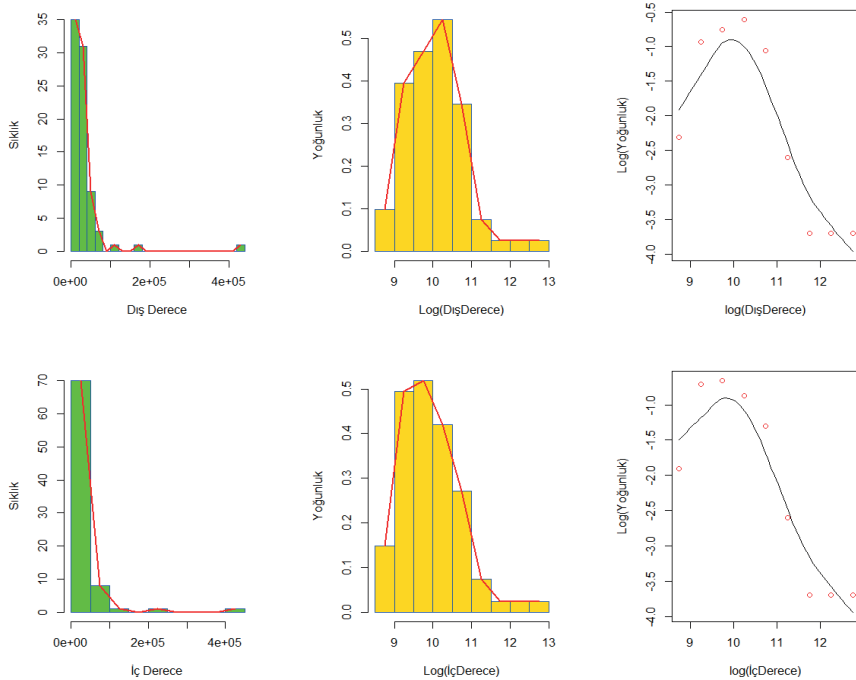 Sıklık
35
30
25
20
15
10
5
0
0e+00 2e+05 4e+05
Dış Derece
Yoğunluk
0.5
0.4
0.3
0.2
0.1
0.0
9 10 11 12 13
Log(DışDerece)
Log(Yoğunluk)
-0.5
-1.0
-1.5
-2.0
-2.5
-3.0
-3.5
-4.0
9 10 11 12
log(DışDerece)
Sıklık
70
60
50
40
30
20
10
0
0e+00 2e+05 4e+05
İç Derece
Yoğunluk
0.5
0.4
0.3
0.2
0.1
0.0
9 10 11 12 13
Log(İçDerece)
Log(Yoğunluk)
-1.0
-1.5
-2.0
-2.5
-3.0
-3.5
-4.0
9 10 11 12
log(İçDerece)